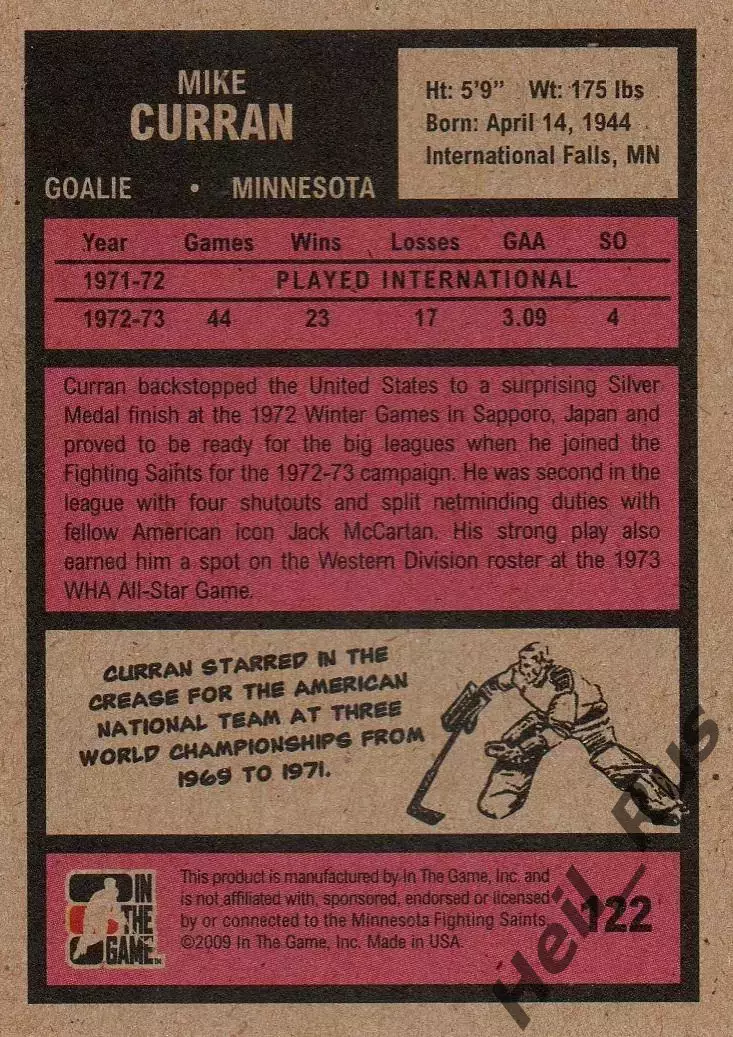 MIKE
CURRAN
GOALIE • MINNESOTA
Ht: 5'9" Wt: 175 lbs
Born: April 14, 1944
International Falls, MN
Year Games Wins Losses GAA SO
1971-72 PLAYED INTERNATIONAL
1972-73 44 23 17 3.09 4
Curran backstopped the United States to a surprising Silver
Medal finish at the 1972 Winter Games in Sapporo, Japan and
proved to be ready for the big leagues when he joined the
Fighting Saints for the 1972-73 campaign. He was second in the
league with four shutouts and split netminding duties with
fellow American icon Jack McCartan. His strong play also
earned him a spot on the Western Division roster at the 1973
WHA All-Star Game.
CURRAN STARRED IN THE
CREASE FOR THE AMERICAN
NATIONAL TEAM AT THREE
WORLD CHAMPIONSHIPS FROM
1969 TO 1971.
IN
THE
GAME™
This product is manufactured by In The Game, Inc. and
is not affiliated with, sponsored, endorsed or licensed
by or connected to the Minnesota Fighting Saints.
©2009 In The Game, Inc. Made in USA.
122
Heil_Rus